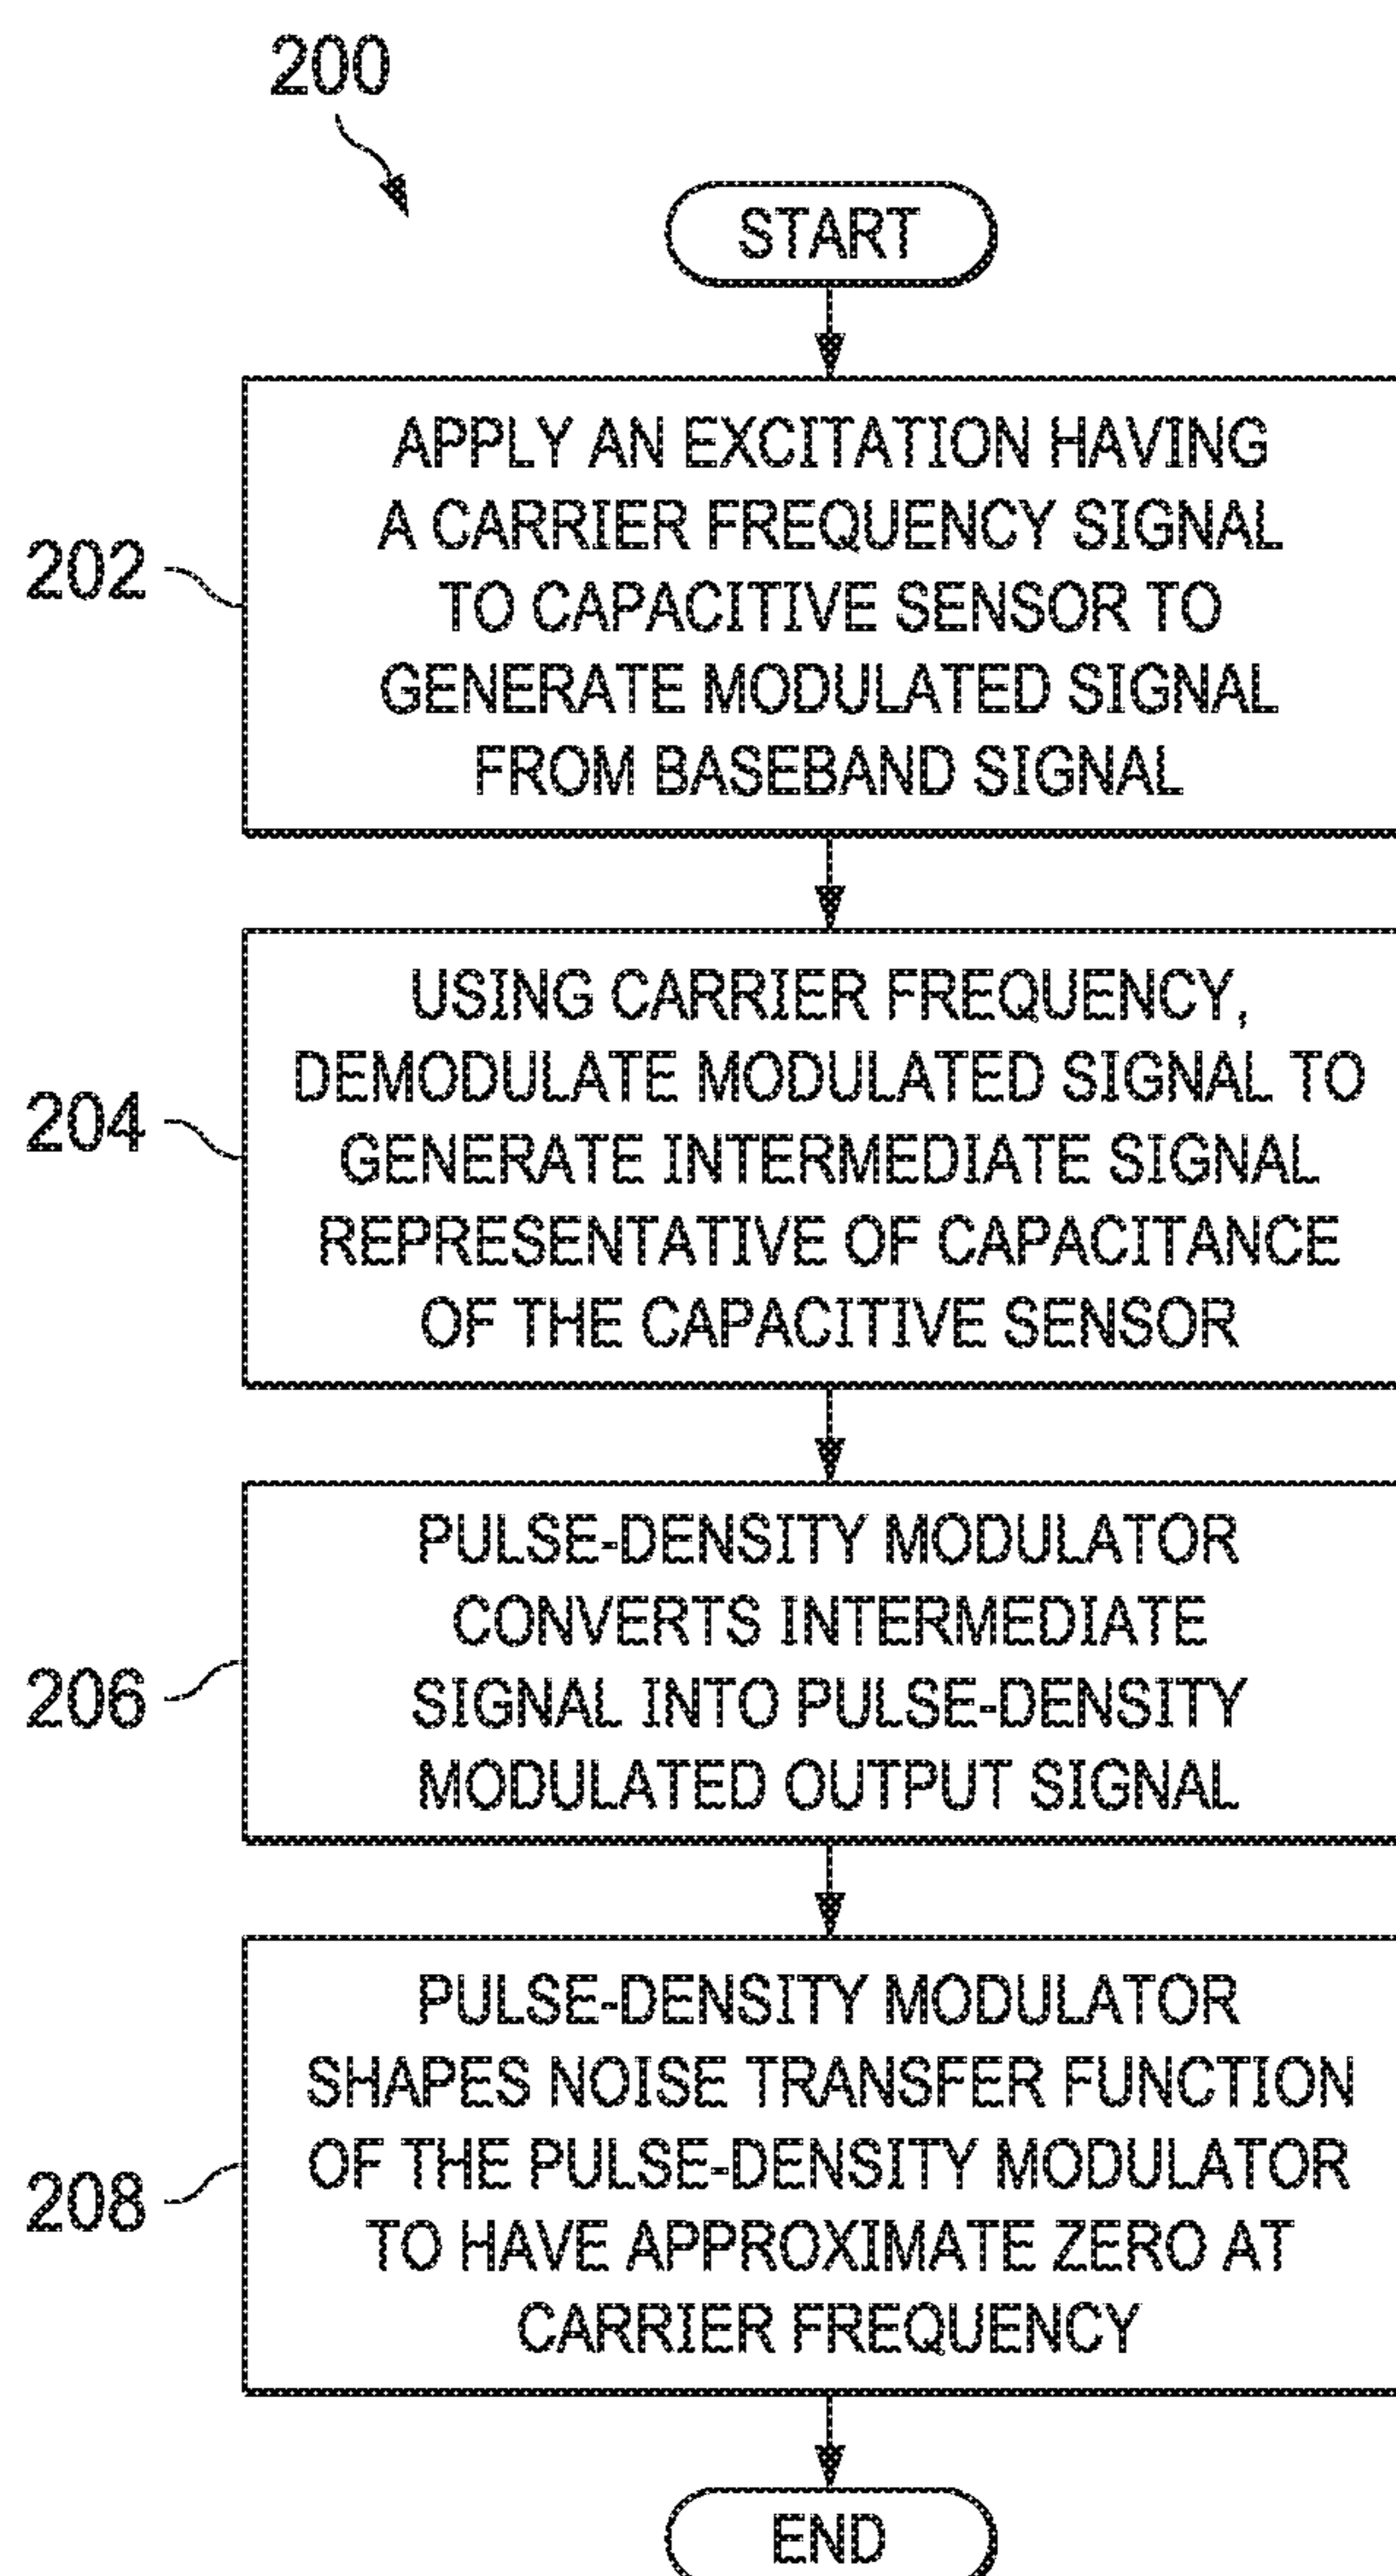 200
START
202
APPLY AN EXCITATION HAVING
A CARRIER FREQUENCY SIGNAL
TO CAPACITIVE SENSOR TO
GENERATE MODULATED SIGNAL
FROM BASEBAND SIGNAL
204
USING CARRIER FREQUENCY,
DEMODULATE MODULATED SIGNAL TO
GENERATE INTERMEDIATE SIGNAL
REPRESENTATIVE OF CAPACITANCE
OF THE CAPACITIVE SENSOR
206
PULSE-DENSITY MODULATOR
CONVERTS INTERMEDIATE
SIGNAL INTO PULSE-DENSITY
MODULATED OUTPUT SIGNAL
208
PULSE-DENSITY MODULATOR
SHAPES NOISE TRANSFER FUNCTION
OF THE PULSE-DENSITY MODULATOR
TO HAVE APPROXIMATE ZERO AT
CARRIER FREQUENCY
END